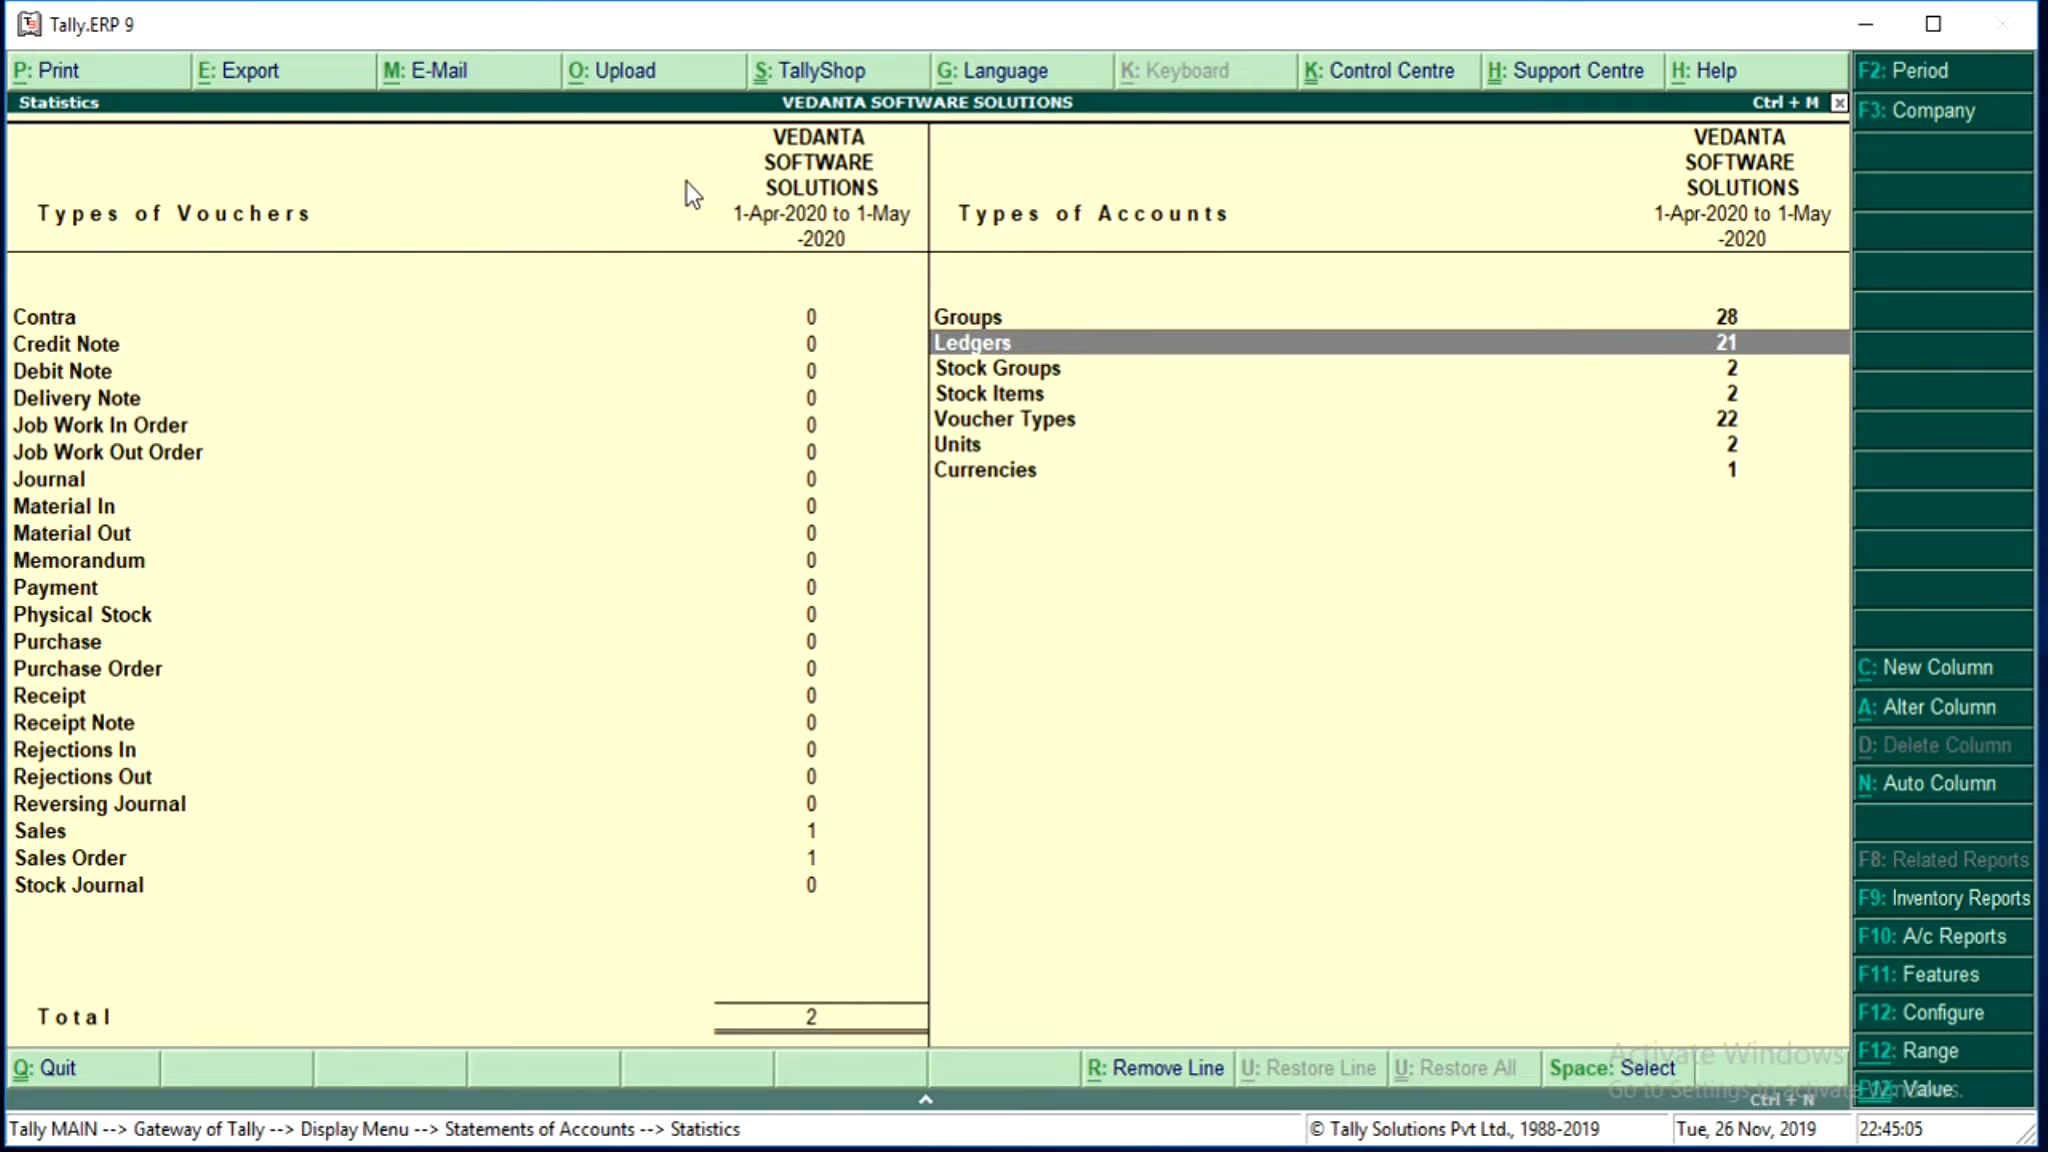 Tally.ERP 9
P: Print E: Export M: E-Mail O: Upload S: TallyShop G: Language K: Keyboard K: Control Centre H: Support Centre H: Help
Statistics VEDANTA SOFTWARE SOLUTIONS Ctrl + M
Types of Vouchers
VEDANTA
SOFTWARE
SOLUTIONS
1-Apr-2020 to 1-May
-2020
Types of Accounts
VEDANTA
SOFTWARE
SOLUTIONS
1-Apr-2020 to 1-May
-2020
Contra 0
Credit Note 0
Debit Note 0
Delivery Note 0
Job Work In Order 0
Job Work Out Order 0
Journal 0
Material In 0
Material Out 0
Memorandum 0
Payment 0
Physical Stock 0
Purchase 0
Purchase Order 0
Receipt 0
Receipt Note 0
Rejections In 0
Rejections Out 0
Reversing Journal 0
Sales 1
Sales Order 1
Stock Journal 0
Total 2
Groups 28
Ledgers 21
Stock Groups 2
Stock Items 2
Voucher Types 22
Units 2
Currencies 1
F2: Period
F3: Company
C: New Column
A: Alter Column
D: Delete Column
N: Auto Column
F8: Related Reports
F9: Inventory Reports
F10: A/c Reports
F11: Features
F12: Configure
F12: Range
F12: Value
Activate Windows
Go to Settings to activate Windows.
Q: Quit R: Remove Line U: Restore Line U: Restore All Space: Select
Ctrl + N
Tally MAIN --> Gateway of Tally --> Display Menu --> Statements of Accounts --> Statistics © Tally Solutions Pvt Ltd., 1988-2019 Tue, 26 Nov, 2019 22:45:05